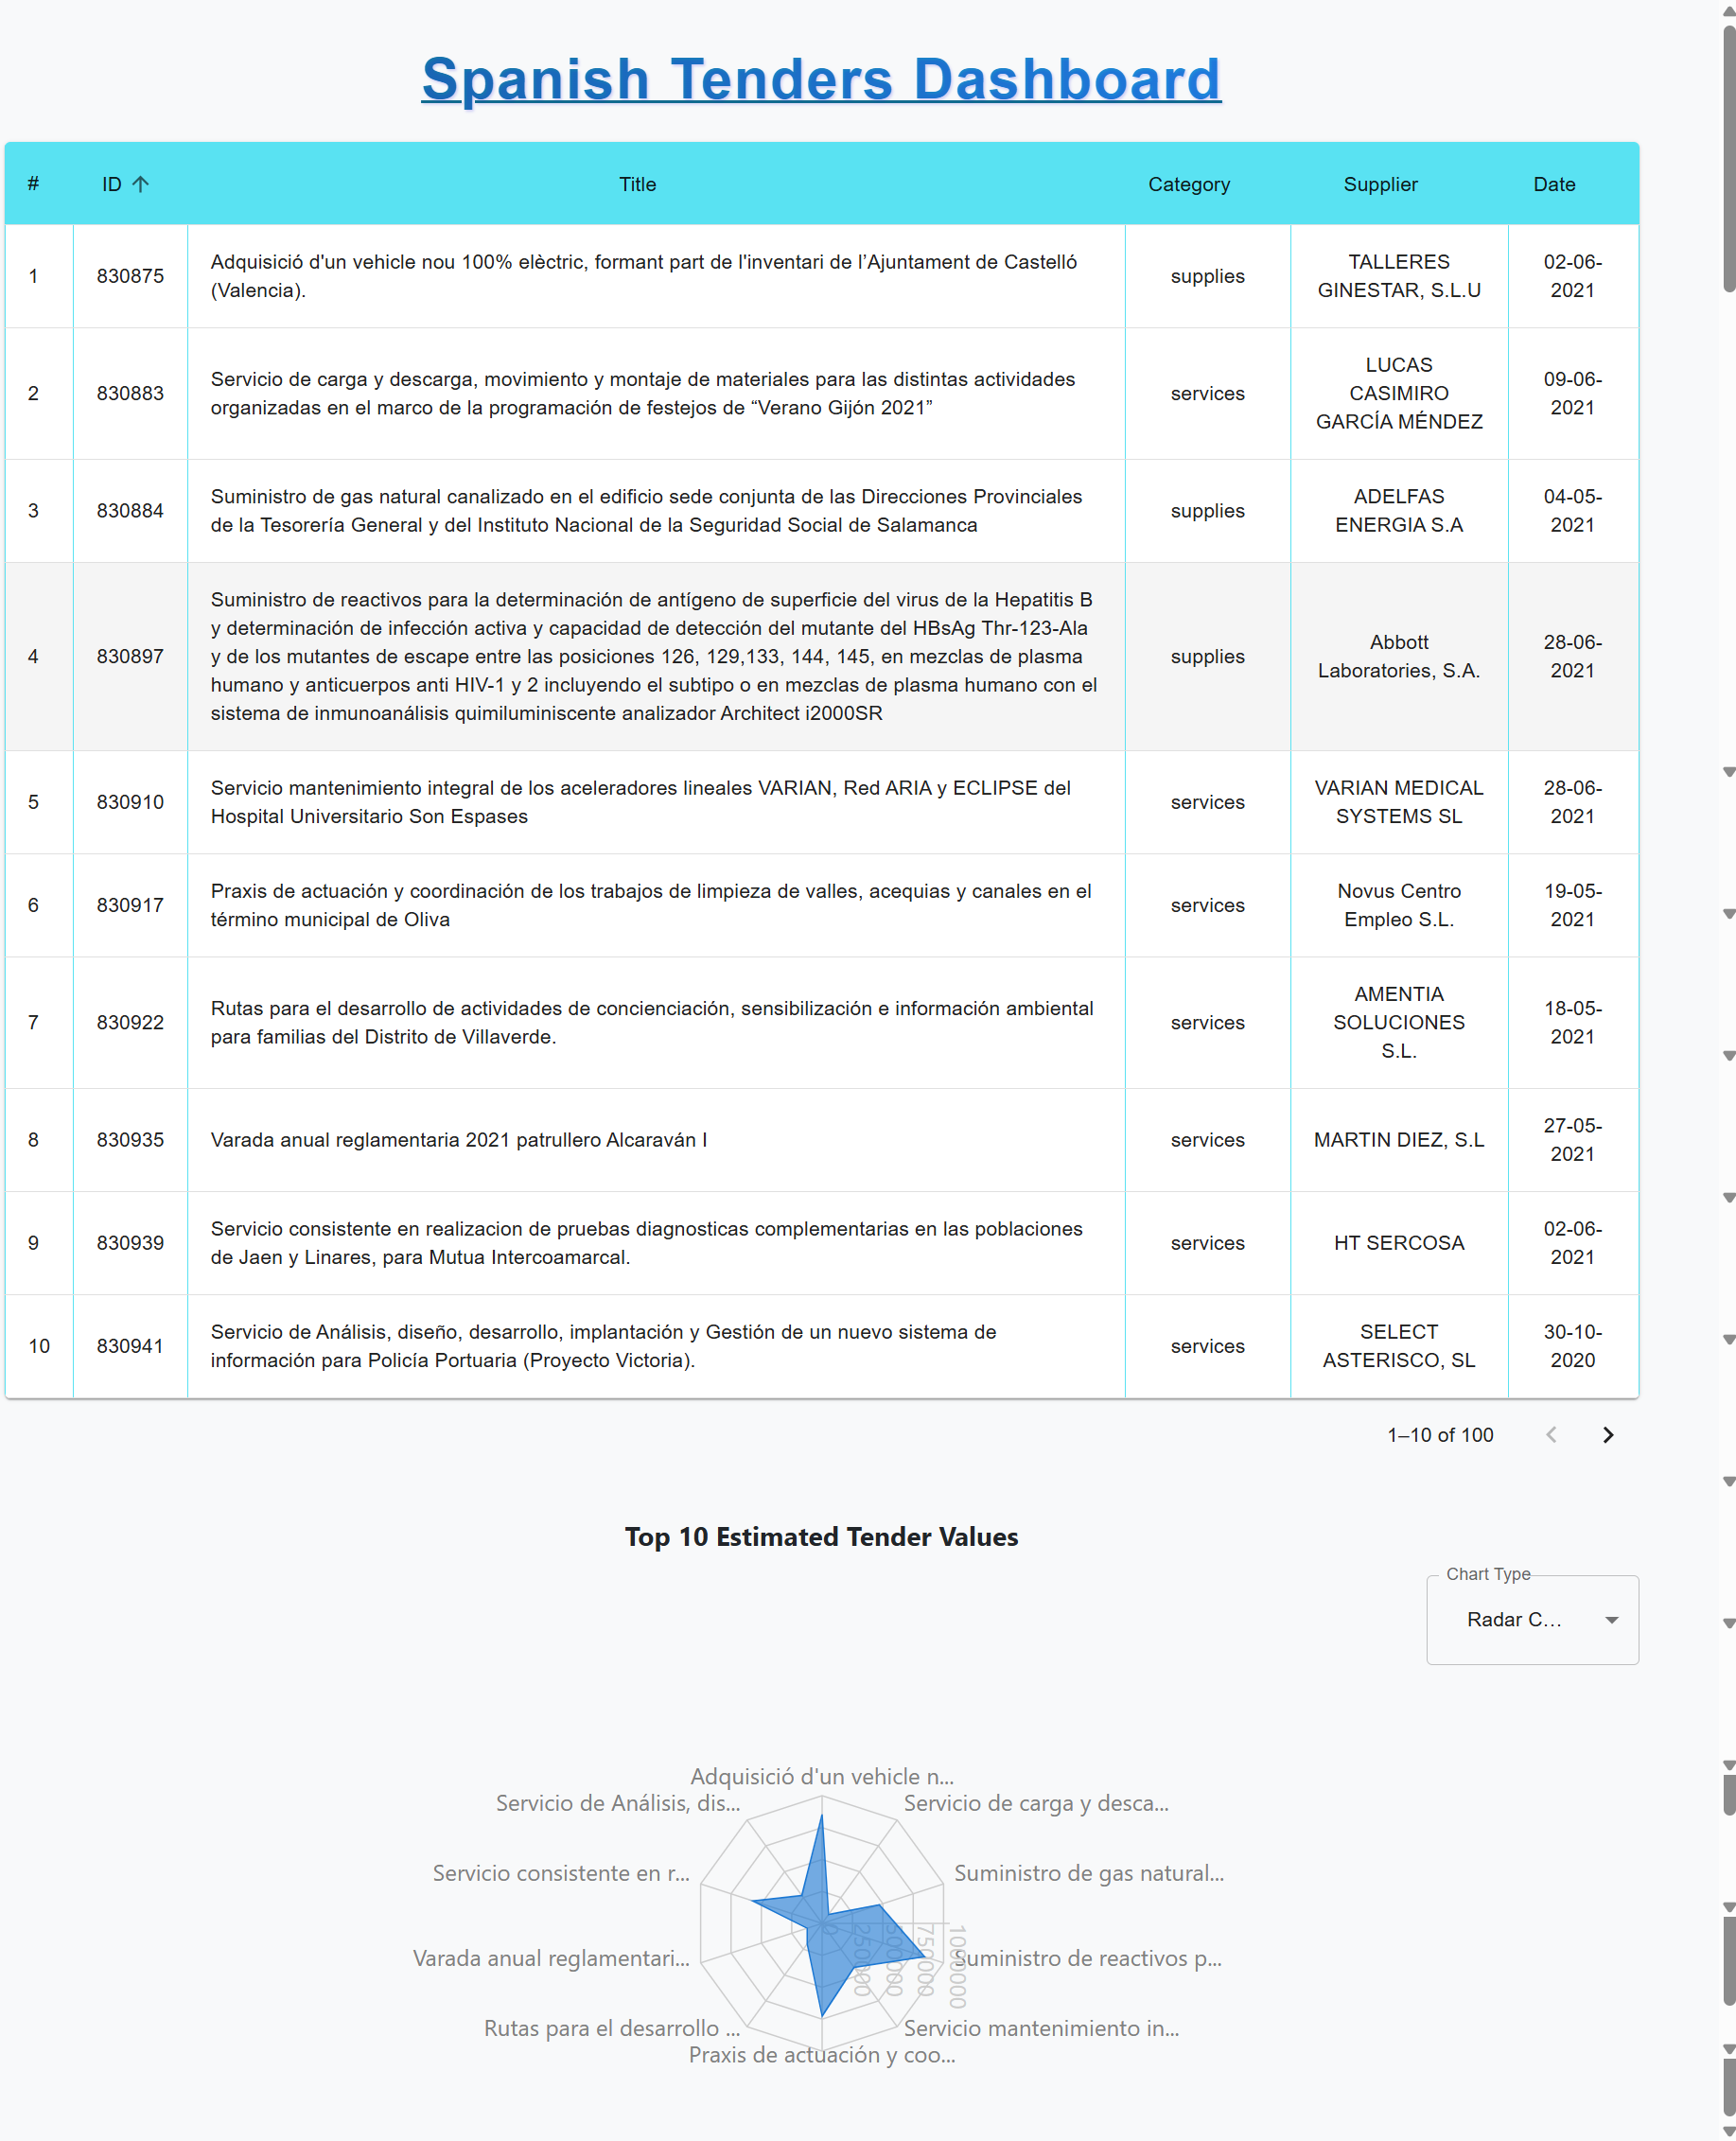 Spanish Tenders Dashboard
# ID Title Category Supplier Date
1 830875 Adquisició d'un vehicle nou 100% elèctric, formant part de l'inventari de l’Ajuntament de Castelló
(Valencia).
supplies
TALLERES
GINESTAR, S.L.U
02-06-
2021
2 830883 Servicio de carga y descarga, movimiento y montaje de materiales para las distintas actividades
organizadas en el marco de la programación de festejos de “Verano Gijón 2021”
services
LUCAS
CASIMIRO
GARCÍA MÉNDEZ
09-06-
2021
3 830884 Suministro de gas natural canalizado en el edificio sede conjunta de las Direcciones Provinciales
de la Tesorería General y del Instituto Nacional de la Seguridad Social de Salamanca
supplies
ADELFAS
ENERGIA S.A
04-05-
2021
4 830897 Suministro de reactivos para la determinación de antígeno de superficie del virus de la Hepatitis B
y determinación de infección activa y capacidad de detección del mutante del HBsAg Thr-123-Ala
y de los mutantes de escape entre las posiciones 126, 129,133, 144, 145, en mezclas de plasma
humano y anticuerpos anti HIV-1 y 2 incluyendo el subtipo o en mezclas de plasma humano con el
sistema de inmunoanálisis quimiluminiscente analizador Architect i2000SR
supplies
Abbott
Laboratories, S.A.
28-06-
2021
5 830910 Servicio mantenimiento integral de los aceleradores lineales VARIAN, Red ARIA y ECLIPSE del
Hospital Universitario Son Espases
services
VARIAN MEDICAL
SYSTEMS SL
28-06-
2021
6 830917 Praxis de actuación y coordinación de los trabajos de limpieza de valles, acequias y canales en el
término municipal de Oliva
services
Novus Centro
Empleo S.L.
19-05-
2021
7 830922 Rutas para el desarrollo de actividades de concienciación, sensibilización e información ambiental
para familias del Distrito de Villaverde.
services
AMENTIA
SOLUCIONES
S.L.
18-05-
2021
8 830935 Varada anual reglamentaria 2021 patrullero Alcaraván I
services
MARTIN DIEZ, S.L
27-05-
2021
9 830939 Servicio consistente en realizacion de pruebas diagnosticas complementarias en las poblaciones
de Jaen y Linares, para Mutua Intercoamarcal.
services
HT SERCOSA
02-06-
2021
10 830941 Servicio de Análisis, diseño, desarrollo, implantación y Gestión de un nuevo sistema de
información para Policía Portuaria (Proyecto Victoria).
services
SELECT
ASTERISCO, SL
30-10-
2020
1–10 of 100
Top 10 Estimated Tender Values
Chart Type
Radar C...
Adquisició d'un vehicle n...
Servicio de Análisis, dis...
Servicio de carga y desca...
Servicio consistente en r...
Suministro de gas natural...
0
250000
500000
750000
1000000
Varada anual reglamentari...
Suministro de reactivos p...
Rutas para el desarrollo ...
Servicio mantenimiento in...
Praxis de actuación y coo...